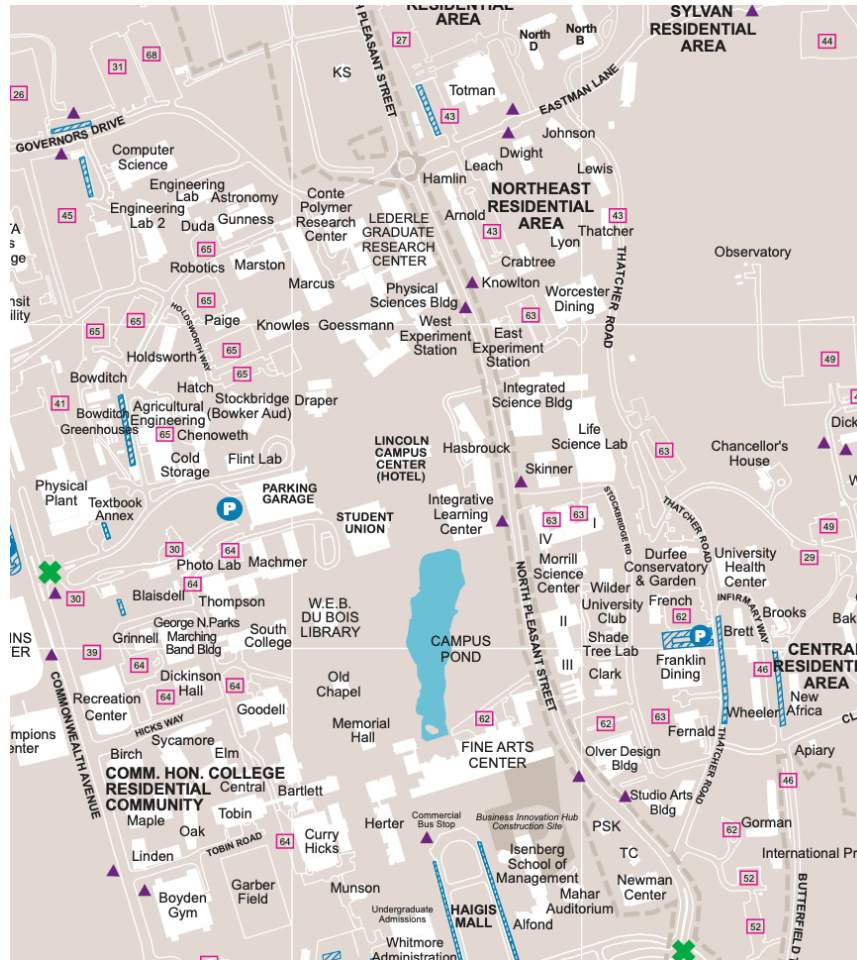 RESIDENTIAL
AREA
SYLVAN
RESIDENTIAL
AREA
North
D
North
B
27
H PLEASANT STREET
44
68
31
26
KS
Totman
43
EASTMAN LANE
GOVERNORS DRIVE
Computer
Science
Johnson
Dwight
Leach
Lewis
Hamlin
NORTHEAST
RESIDENTIAL
AREA
Engineering
Lab
Astronomy
Engineering
Lab 2
Duda
Gunness
Conte
Polymer
Research
Center
LEDERLE
GRADUATE
RESEARCH
CENTER
Arnold
43
43
Thatcher
Lyon
45
65
Robotics
Marston
Marcus
Crabtree
Knowlton
Observatory
Physical
Sciences Bldg
Worcester
Dining
THATCHER ROAD
65
HOLDSWORTH WAY
Paige
Knowles
Goessmann
West
Experiment
Station
63
East
Experiment
Station
65
65
65
Holdsworth
65
49
Bowditch
Hatch
Integrated
Science Bldg
41
Bowditch
Greenhouses
Agricultural
Engineering
Stockbridge
(Bowker Aud)
Draper
65
Chenoweth
Life
Science Lab
Cold
Storage
Flint Lab
LINCOLN
CAMPUS
CENTER
(HOTEL)
Hasbrouck
63
Chancellor's
House
Skinner
Physical
Plant
Textbook
Annex
P
PARKING
GARAGE
STUDENT
UNION
Integrative
Learning
Center
63
63
I
IV
STOCKBRIDGE RD
THATCHER ROAD
49
29
30
64
Photo Lab
Machmer
Morrill
Science
Center
Durfee
Conservatory
& Garden
University
Health
Center
30
Blaisdell
64
Thompson
W.E.B.
DU BOIS
LIBRARY
CAMPUS
POND
NORTH PLEASANT STREET
Wilder
University
Club
French
62
INFIRMARY WAY
Brooks
George N.Parks
Marching
Band Bldg
South
College
II
Shade
Tree Lab
P
Brett
CENTRAL
RESIDENTIAL
AREA
39
Grinnell
64
III
Clark
Franklin
Dining
46
Dickinson
Hall
64
64
Old
Chapel
Recreation
Center
Goodell
New
Africa
COMMONWEALTH AVENUE
HICKS WAY
Memorial
Hall
62
62
63
Fernald
Wheeler
THATCHER ROAD
Sycamore
Birch
Elm
FINE ARTS
CENTER
Olver Design
Bldg
Apiary
COMM. HON. COLLEGE
RESIDENTIAL
COMMUNITY
Central
Bartlett
46
Studio Arts
Bldg
Maple
Tobin
Oak
Commercial
Bus Stop
Business Innovation Hub
Construction Site
Herter
PSK
62
Gorman
Linden
TOBIN ROAD
64
Curry
Hicks
Isenberg
School of
Management
TC
International Pr
Boyden
Gym
Garber
Field
Munson
Newman
Center
52
Undergraduate
Admissions
HAIGIS
MALL
Mahar
Auditorium
Alfond
52
Whitmore
Administration
BUTTERFIELD T